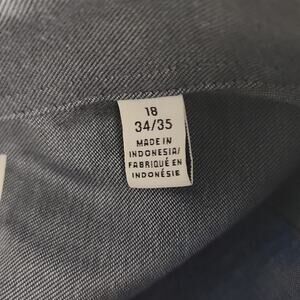 18
34/35
MADE IN
INDONESIA/
FABRIQUÉ EN
INDONÉSIE